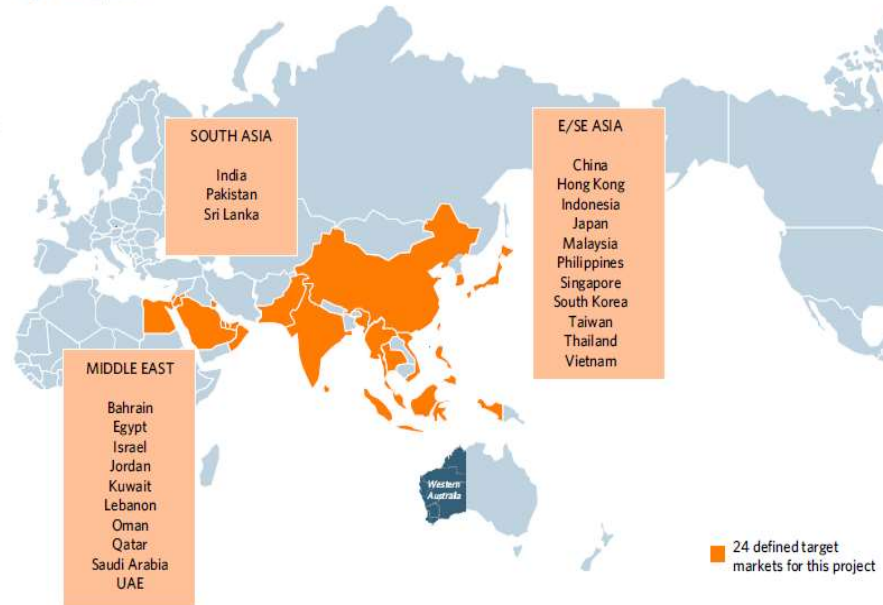 SOUTH ASIA
India
Pakistan
Sri Lanka
E/SE ASIA
China
Hong Kong
Indonesia
Japan
Malaysia
Philippines
Singapore
South Korea
Taiwan
Thailand
Vietnam
MIDDLE EAST
Bahrain
Egypt
Israel
Jordan
Kuwait
Lebanon
Oman
Qatar
Saudi Arabia
UAE
Western
Australia
24 defined target
markets for this project